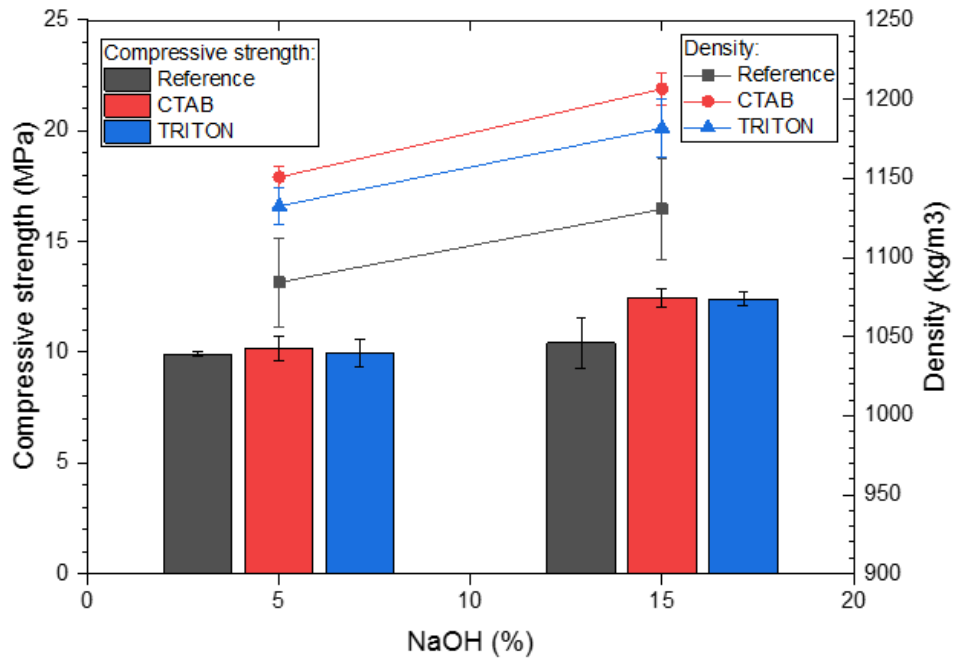 Compressive strength (MPa)
25
20
15
10
5
0
Compressive strength:
Reference
CTAB
TRITON
Density:
Reference
CTAB
TRITON
1250
1200
1150
1100
1050
1000
950
900
Density (kg/m3)
0
5
10
15
20
NaOH (%)